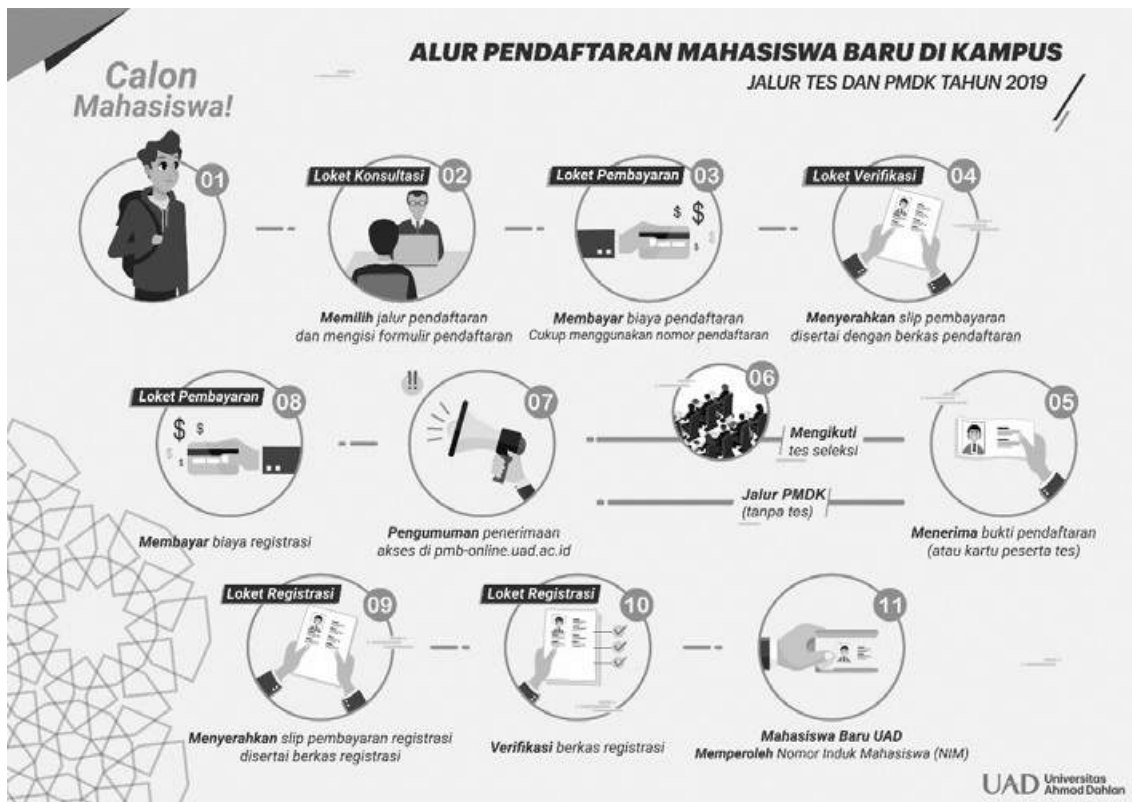 ALUR PENDAFTARAN MAHASISWA BARU DI KAMPUS
JALUR TES DAN PMDK TAHUN 2019
Calon
Mahasiswa!
01
Loket Konsultasi 02
Memilih jalur pendaftaran
dan mengisi formulir pendaftaran
Loket Pembayaran 03
$ $
$ $
Membayar biaya pendaftaran
Cukup menggunakan nomor pendaftaran
Loket Verifikasi 04
Menyerahkan slip pembayaran
disertai dengan berkas pendaftaran
05
Menerima bukti pendaftaran
(atau kartu peserta tes)
06
Mengikuti
tes seleksi
Jalur PMDK
(tanpa tes)
!!
07
Pengumuman penerimaan
akses di pmb-online.uad.ac.id
Loket Pembayaran 08
$ $
$ $
Membayar biaya registrasi
Loket Registrasi 09
Menyerahkan slip pembayaran registrasi
disertai berkas registrasi
Loket Registrasi 10
Verifikasi berkas registrasi
11
Mahasiswa Baru UAD
Memperoleh Nomor Induk Mahasiswa (NIM)
UAD Universitas
Ahmad Dahlan